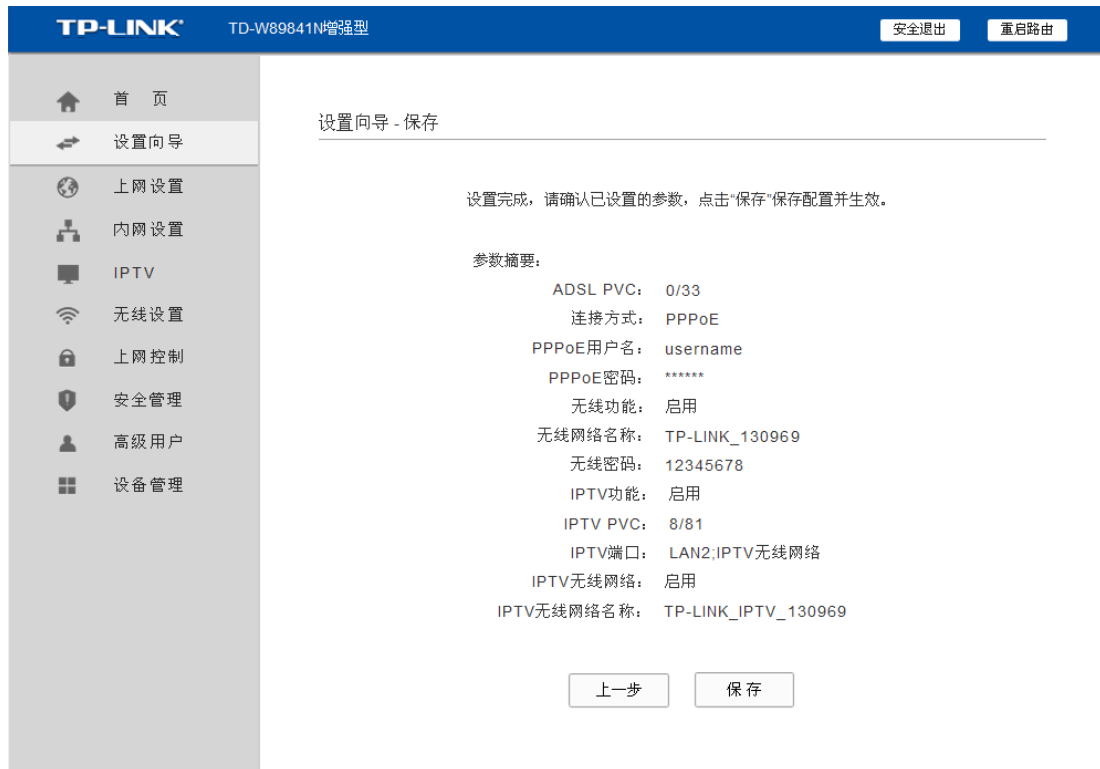 TP-LINK TD-W89841N增强型 安全退出 重启路由
首 页
设置向导
上网设置
内网设置
IPTV
无线设置
上网控制
安全管理
高级用户
设备管理
设置向导 - 保存
设置完成，请确认已设置的参数，点击“保存”保存配置并生效。
参数摘要：
ADSL PVC： 0/33
连接方式： PPPoE
PPPoE用户名： username
PPPoE密码： ******
无线功能： 启用
无线网络名称： TP-LINK_130969
无线密码： 12345678
IPTV功能： 启用
IPTV PVC： 8/81
IPTV端口： LAN2;IPTV无线网络
IPTV无线网络： 启用
IPTV无线网络名称： TP-LINK_IPTV_130969
上一步 保存